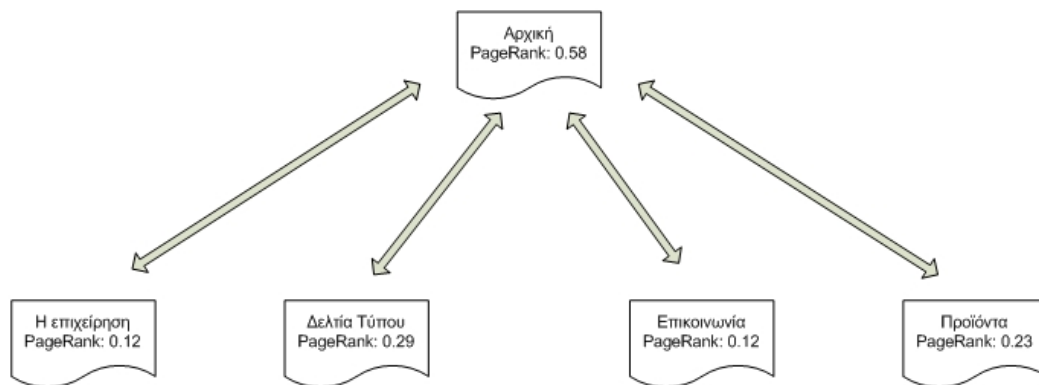 Αρχική
PageRank: 0.58
Η επιχείρηση
PageRank: 0.12
Δελτία Τύπου
PageRank: 0.29
Επικοινωνία
PageRank: 0.12
Προϊόντα
PageRank: 0.23